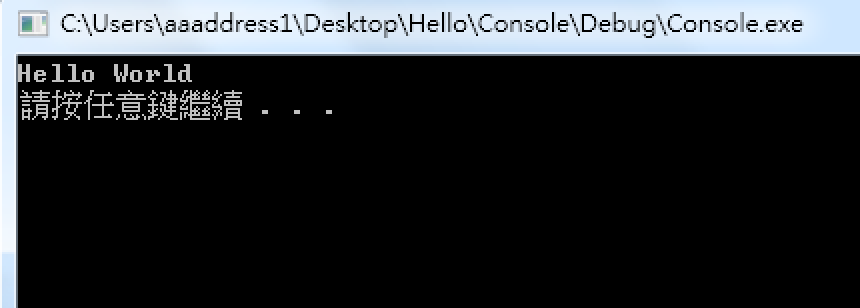 C:\Users\aaaddress1\Desktop\Hello\Console\Debug\Console.exe
Hello World
請按任意鍵繼續 . . .